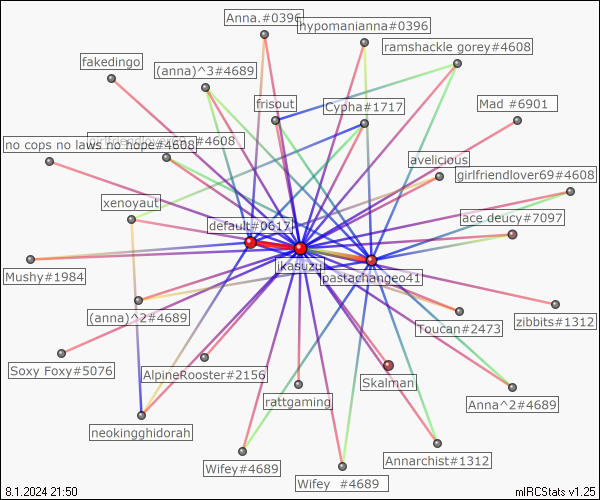 Anna.#0396
hypomanianna#0396
ramshackle gorey#4608
fakedingo
(anna)^3#4689
frisout
Cypha#1717
Mad #6901
no cops no laws no hope#4608
#4608
avelicious
girlfriendlover69#4608
xenoyaut
ace deucy#7097
default#0617
ikasuzu
pastachange041
Mushy#1984
(anna)^2#4689
Toucan#2473
zibbits#1312
Soxy Foxy#5076
AlpineRooster#2156
Skalman
rattgaming
Anna^2#4689
neokingghidorah
Wifey#4689
Wifey #4689
Annarchist#1312
8.1.2024 21:50
mIRCStats v1.25